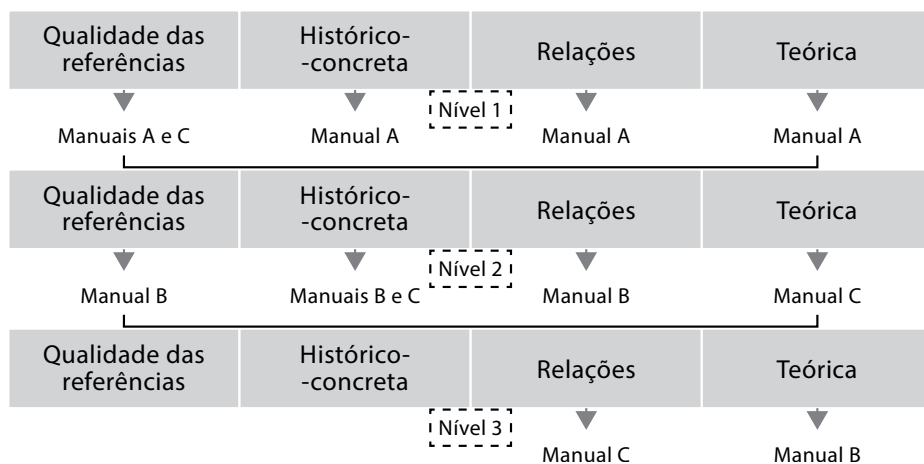 Qualidade das
referências
Histórico-
-concreta
Relações
Teórica
Nível 1
Manuais A e C
Manual A
Manual A
Manual A
Qualidade das
referências
Histórico-
-concreta
Relações
Teórica
Nível 2
Manual B
Manuais B e C
Manual B
Manual C
Qualidade das
referências
Histórico-
-concreta
Relações
Teórica
Nível 3
Manual C
Manual B